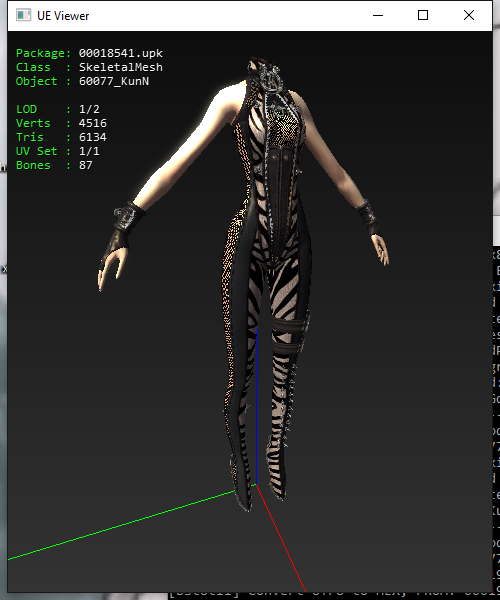 UE Viewer
Package: 00018541.upk
Class : SkeletalMesh
Object : 60077_KunN
LOD : 1/2
Verts : 4516
Tris : 6134
UV Set : 1/1
Bones : 87